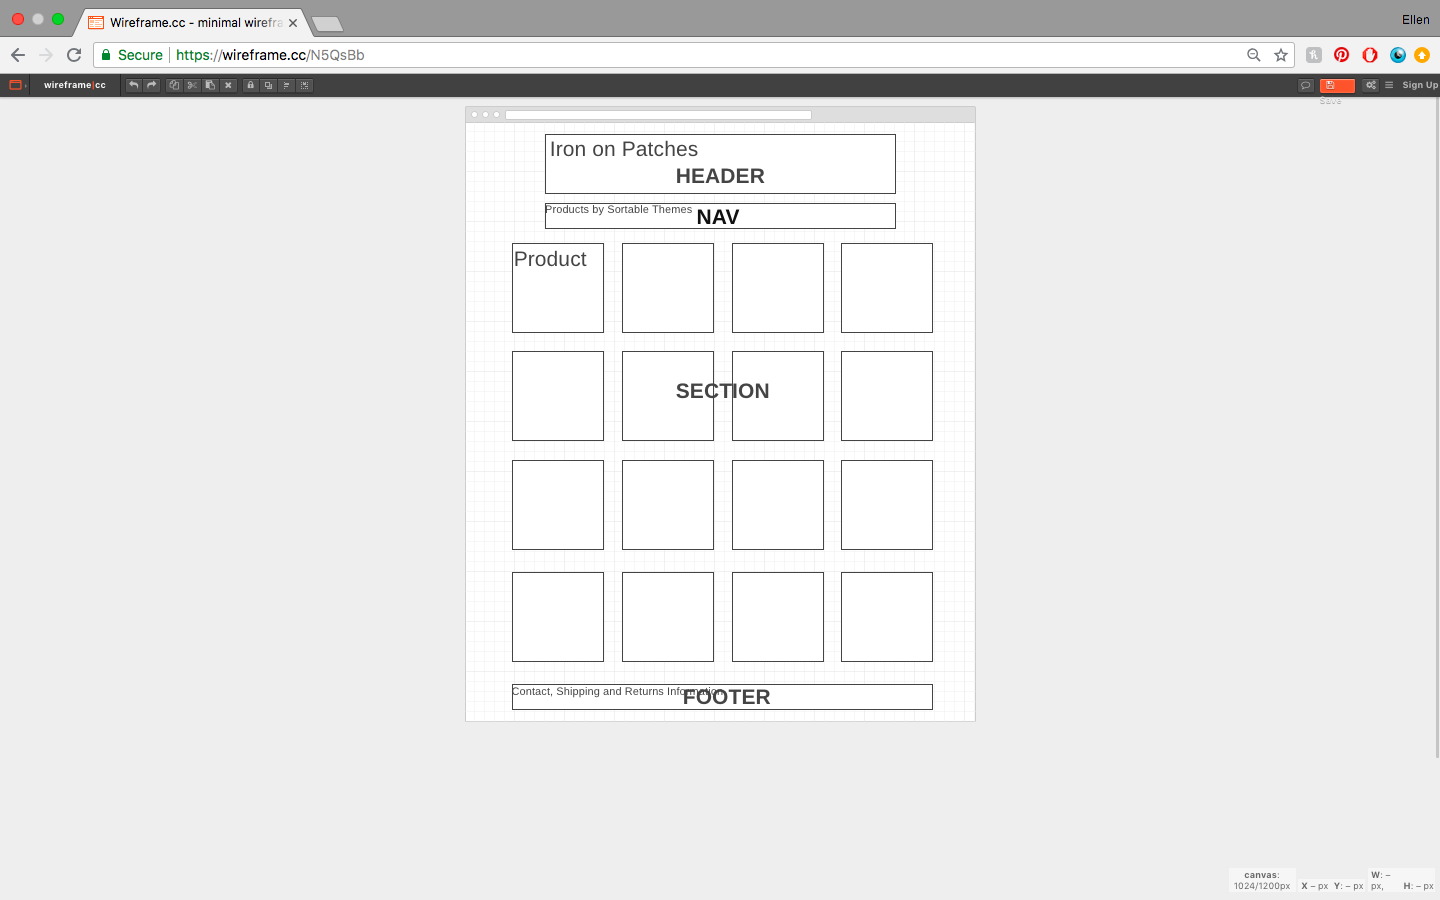 Wireframe.cc - minimal wirefra
Ellen
Secure https://wireframe.cc/N5QsBb
wireframe|cc
Sign Up
Save
Iron on Patches
HEADER
Products by Sortable Themes
NAV
Product
SECTION
Contact, Shipping and Returns Information
FOOTER
canvas:
1024/1200px
X – px Y: – px
W: –
px, H: – px